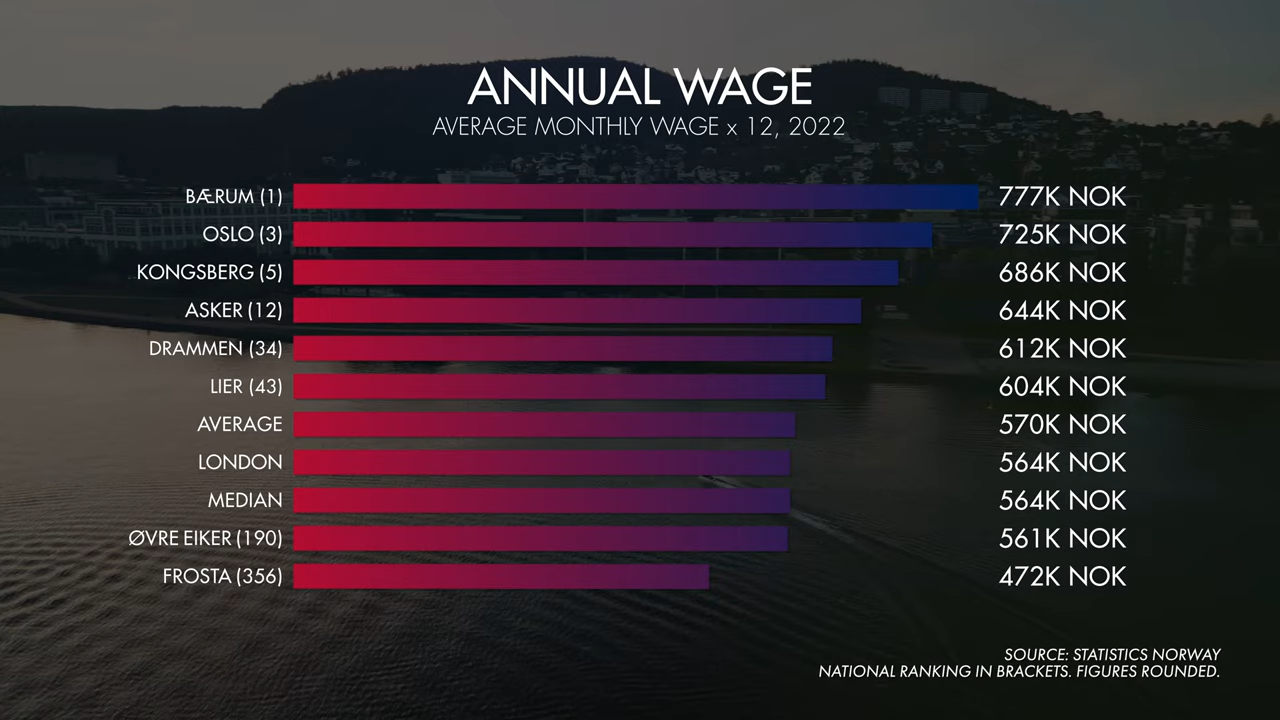 ANNUAL WAGE
AVERAGE MONTHLY WAGE x 12, 2022
BÆRUM (1) 777K NOK
OSLO (3) 725K NOK
KONGSBERG (5) 686K NOK
ASKER (12) 644K NOK
DRAMMEN (34) 612K NOK
LIER (43) 604K NOK
AVERAGE 570K NOK
LONDON 564K NOK
MEDIAN 564K NOK
ØVRE EIKER (190) 561K NOK
FROSTA (356) 472K NOK
SOURCE: STATISTICS NORWAY
NATIONAL RANKING IN BRACKETS. FIGURES ROUNDED.